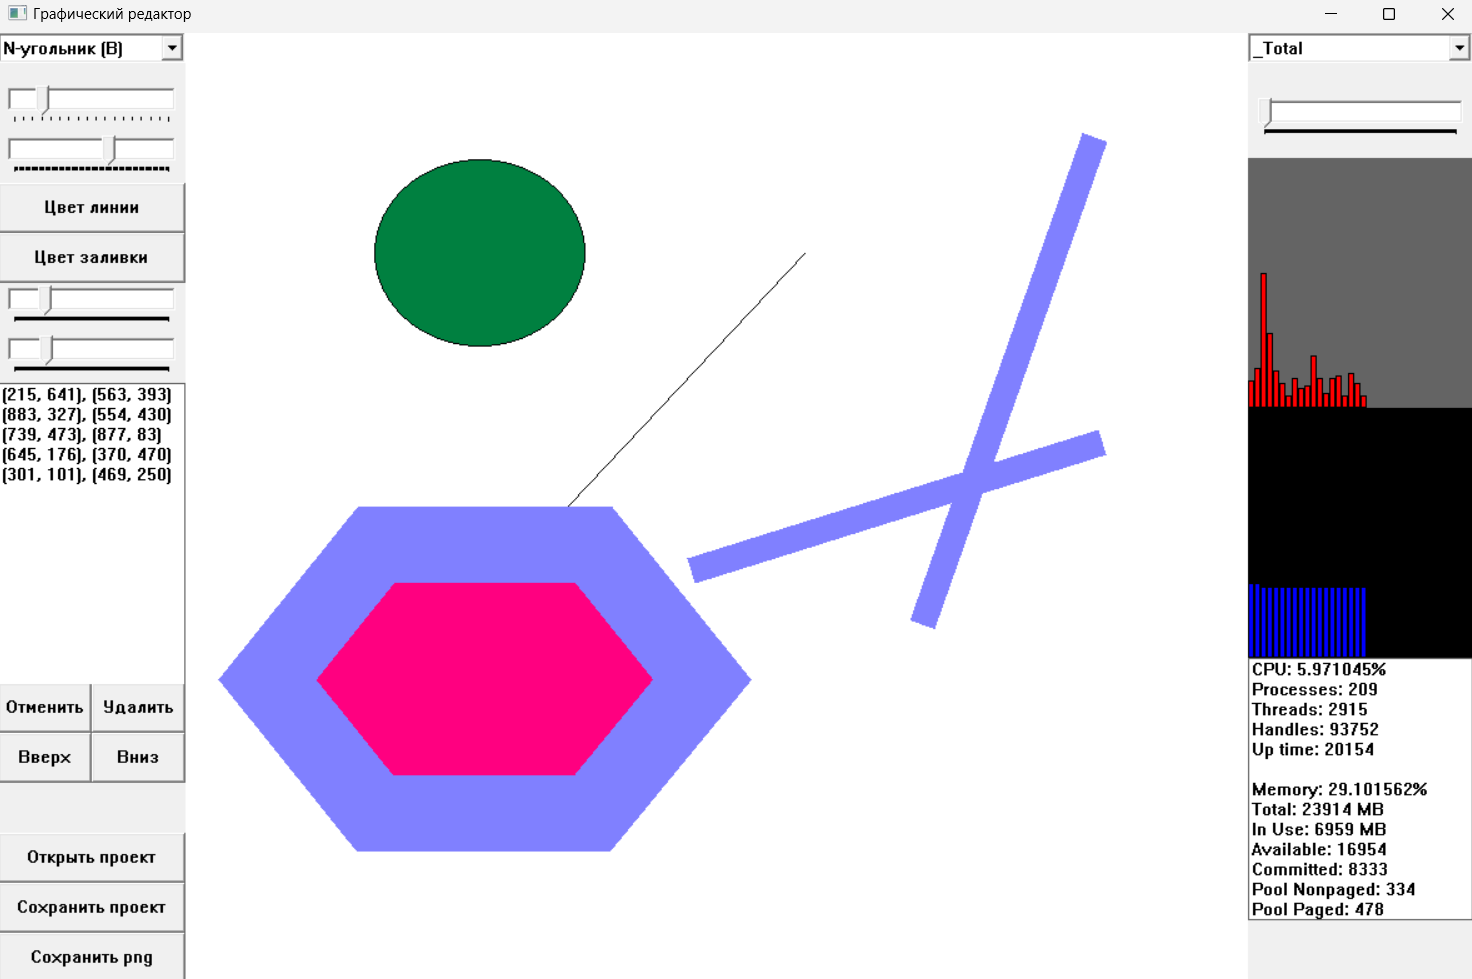 Графический редактор
N-угольник (B)
Цвет линии
Цвет заливки
(215, 641), (563, 393)
(883, 327), (554, 430)
(739, 473), (877, 83)
(645, 176), (370, 470)
(301, 101), (469, 250)
Отменить
Удалить
Вверх
Вниз
Открыть проект
Сохранить проект
Сохранить png
_Total
CPU: 5.971045%
Processes: 209
Threads: 2915
Handles: 93752
Up time: 20154
Memory: 29.101562%
Total: 23914 MB
In Use: 6959 MB
Available: 16954
Committed: 8333
Pool Nonpaged: 334
Pool Paged: 478